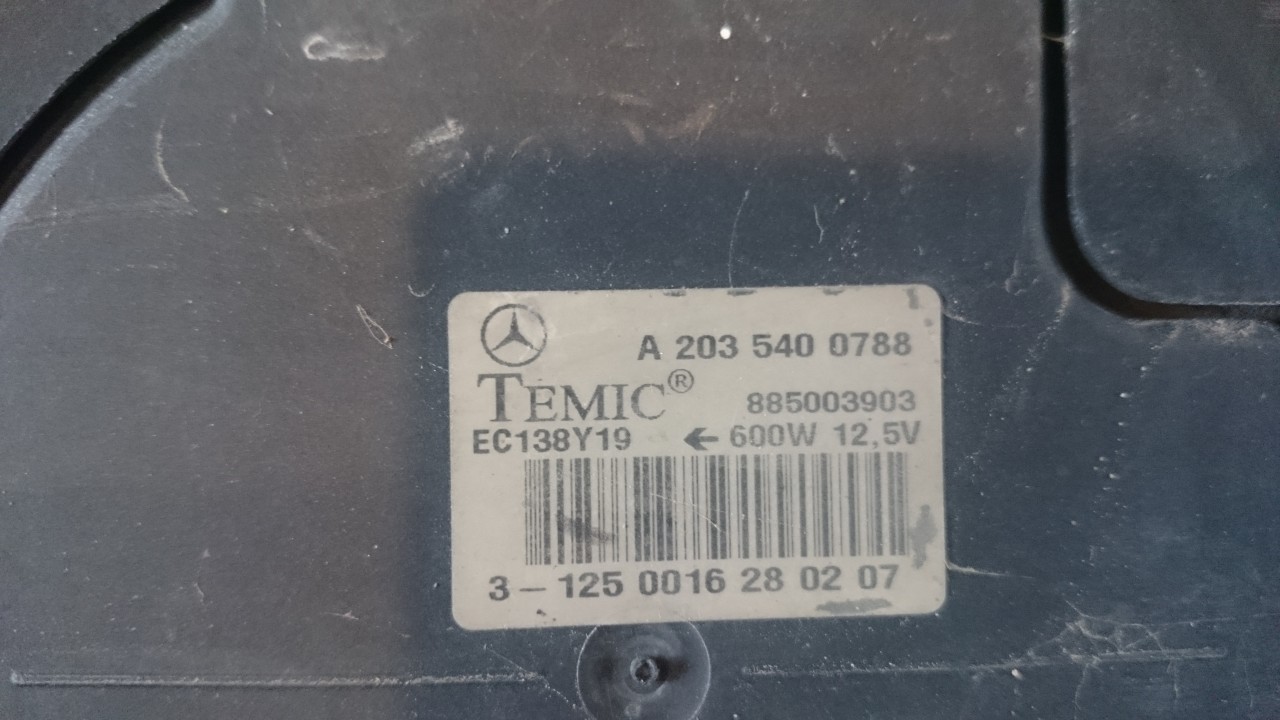 A 203 540 0788
TEMIC®
885003903
EC138Y19 ← 600W 12,5V
3-125 0016 28 02 07